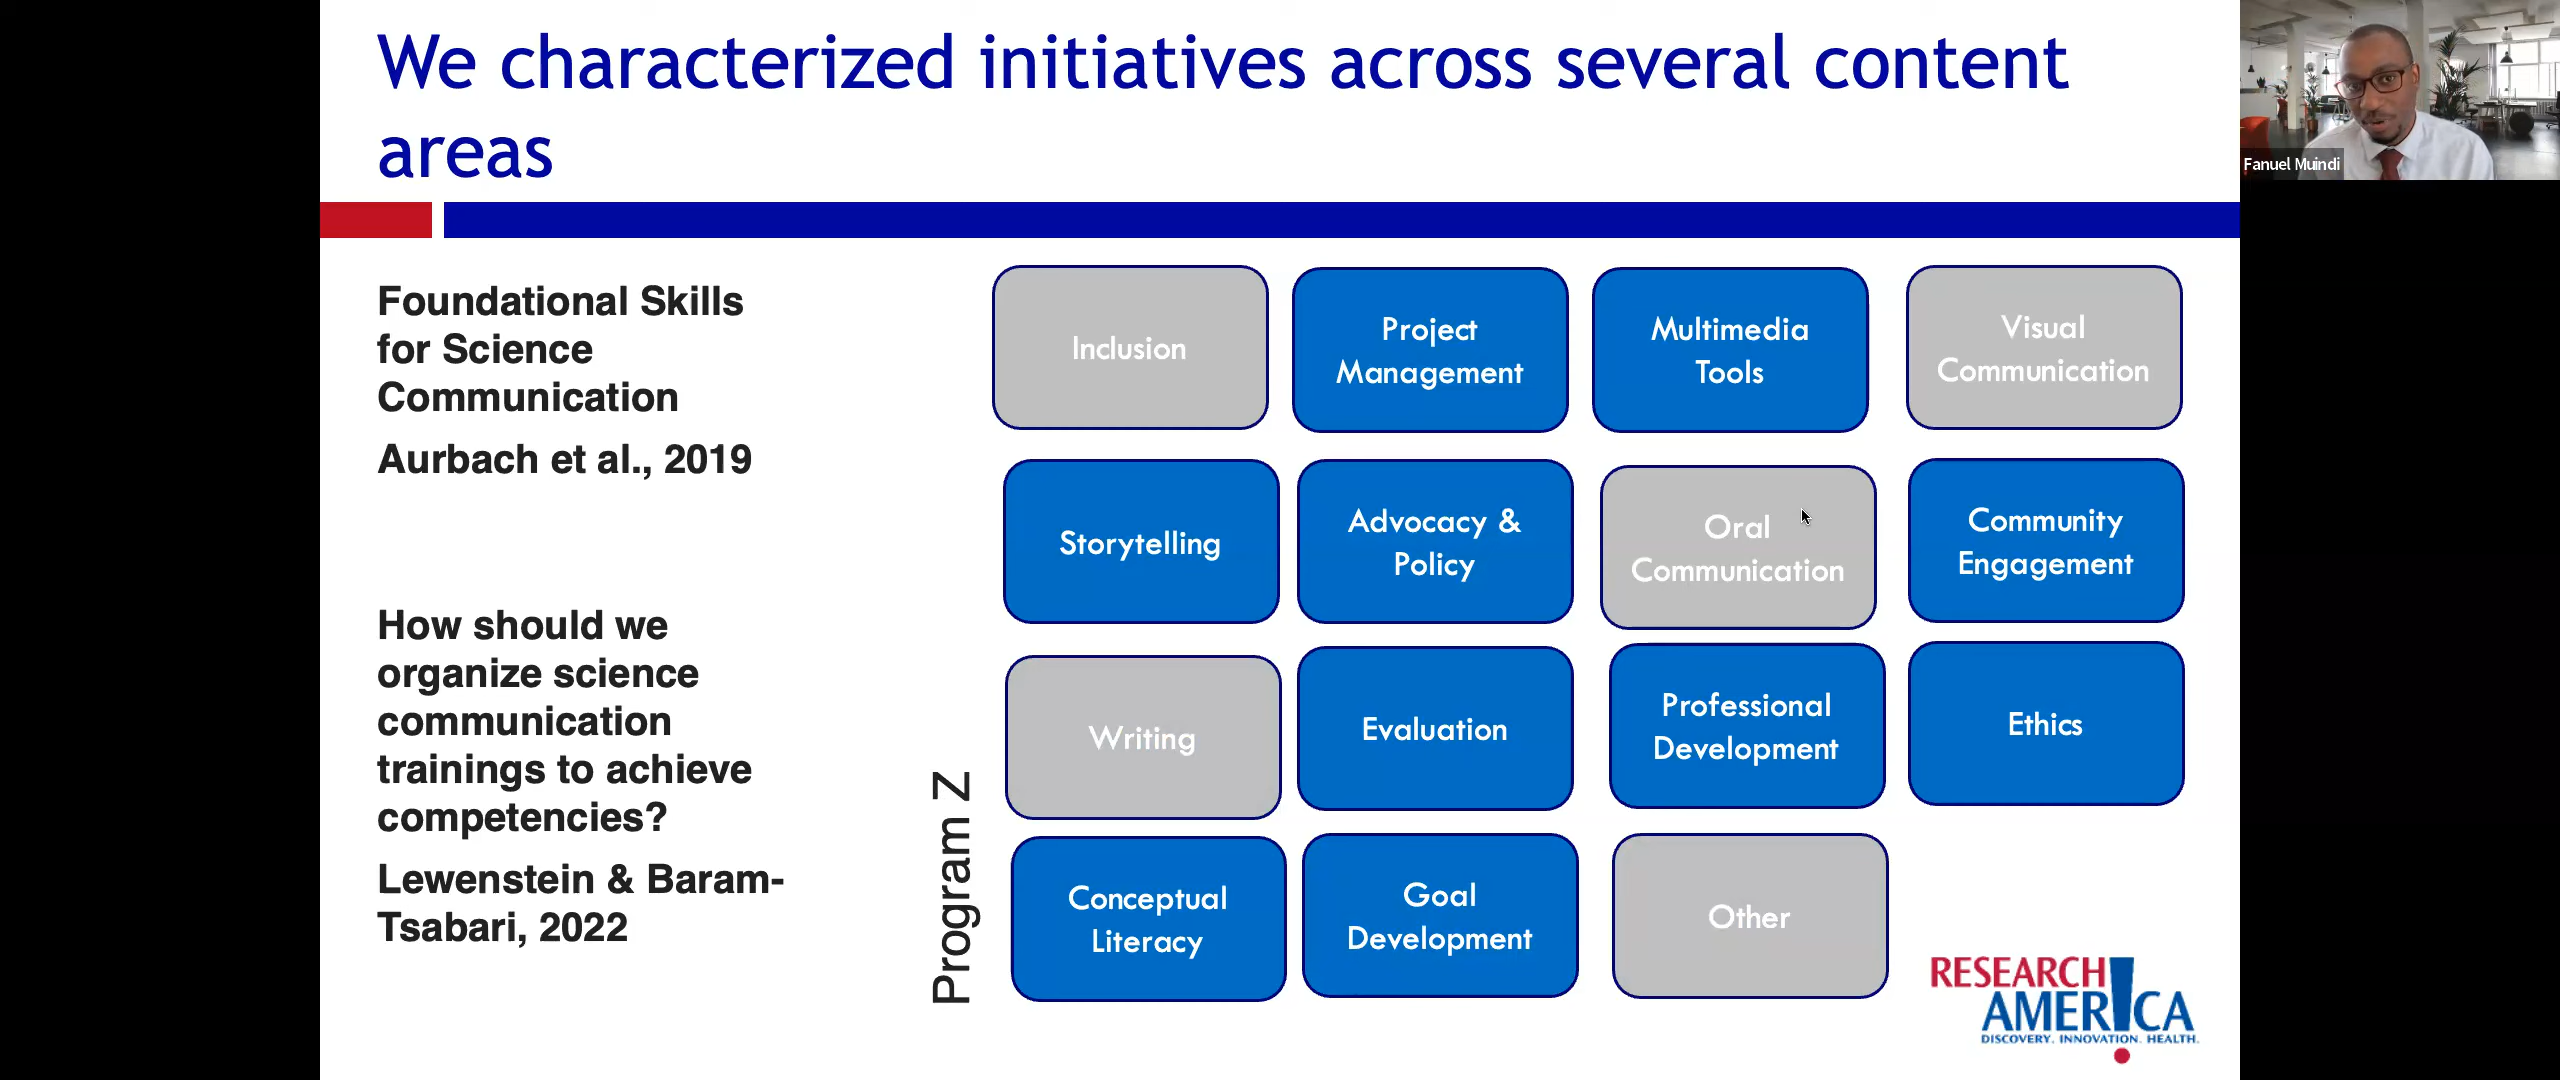 We characterized initiatives across several content
areas
Fanuel Muindi
Foundational Skills
for Science
Communication
Aurbach et al., 2019
How should we
organize science
communication
trainings to achieve
competencies?
Lewenstein & Baram-
Tsabari, 2022
Program Z
Inclusion
Project
Management
Multimedia
Tools
Visual
Communication
Storytelling
Advocacy &
Policy
Oral
Communication
Community
Engagement
Writing
Evaluation
Professional
Development
Ethics
Conceptual
Literacy
Goal
Development
Other
RESEARCH
AMERICA
DISCOVERY. INNOVATION. HEALTH.